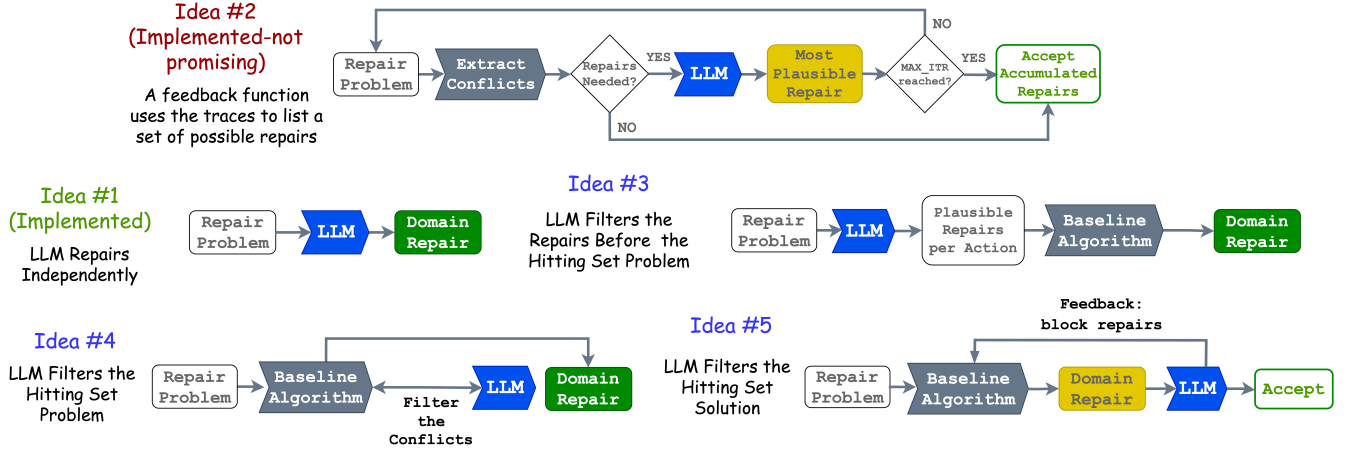 Idea #2
(Implemented-not
promising)
A feedback function
uses the traces to list a
set of possible repairs
NO
Repair
Problem
Extract
Conflicts
Repairs
Needed?
YES
LLM
Most
Plausible
Repair
MAX_ITR
reached?
YES
Accept
Accumulated
Repairs
NO
Idea #1
(Implemented)
LLM Repairs
Independently
Repair
Problem
LLM
Domain
Repair
Idea #3
LLM Filters the
Repairs Before the
Hitting Set Problem
Repair
Problem
LLM
Plausible
Repairs
per Action
Baseline
Algorithm
Domain
Repair
Idea #4
LLM Filters the
Hitting Set
Problem
Repair
Problem
Baseline
Algorithm
Filter
the
Conflicts
LLM
Domain
Repair
Idea #5
LLM Filters the
Hitting Set
Solution
Feedback:
block repairs
Repair
Problem
Baseline
Algorithm
Domain
Repair
LLM
Accept